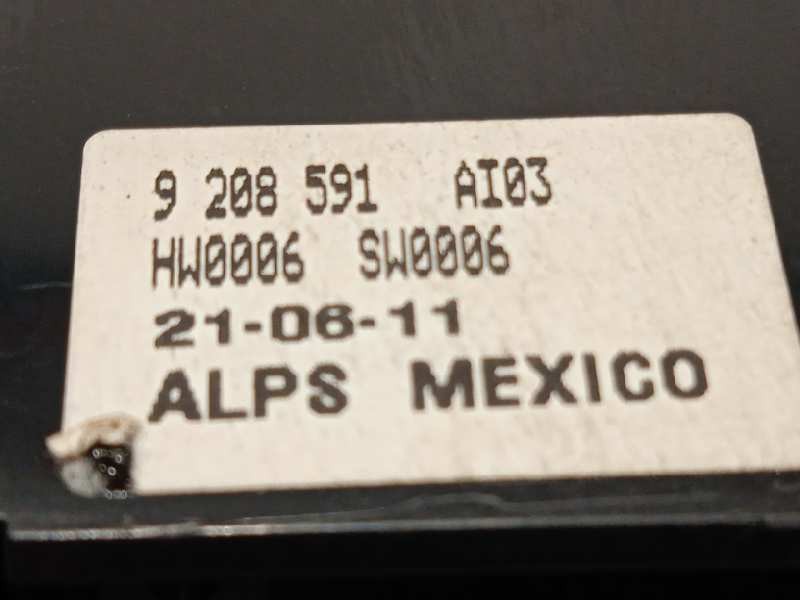 9 208 591 AI03
HW0006 SW0006
21-06-11
ALPS MEXICO